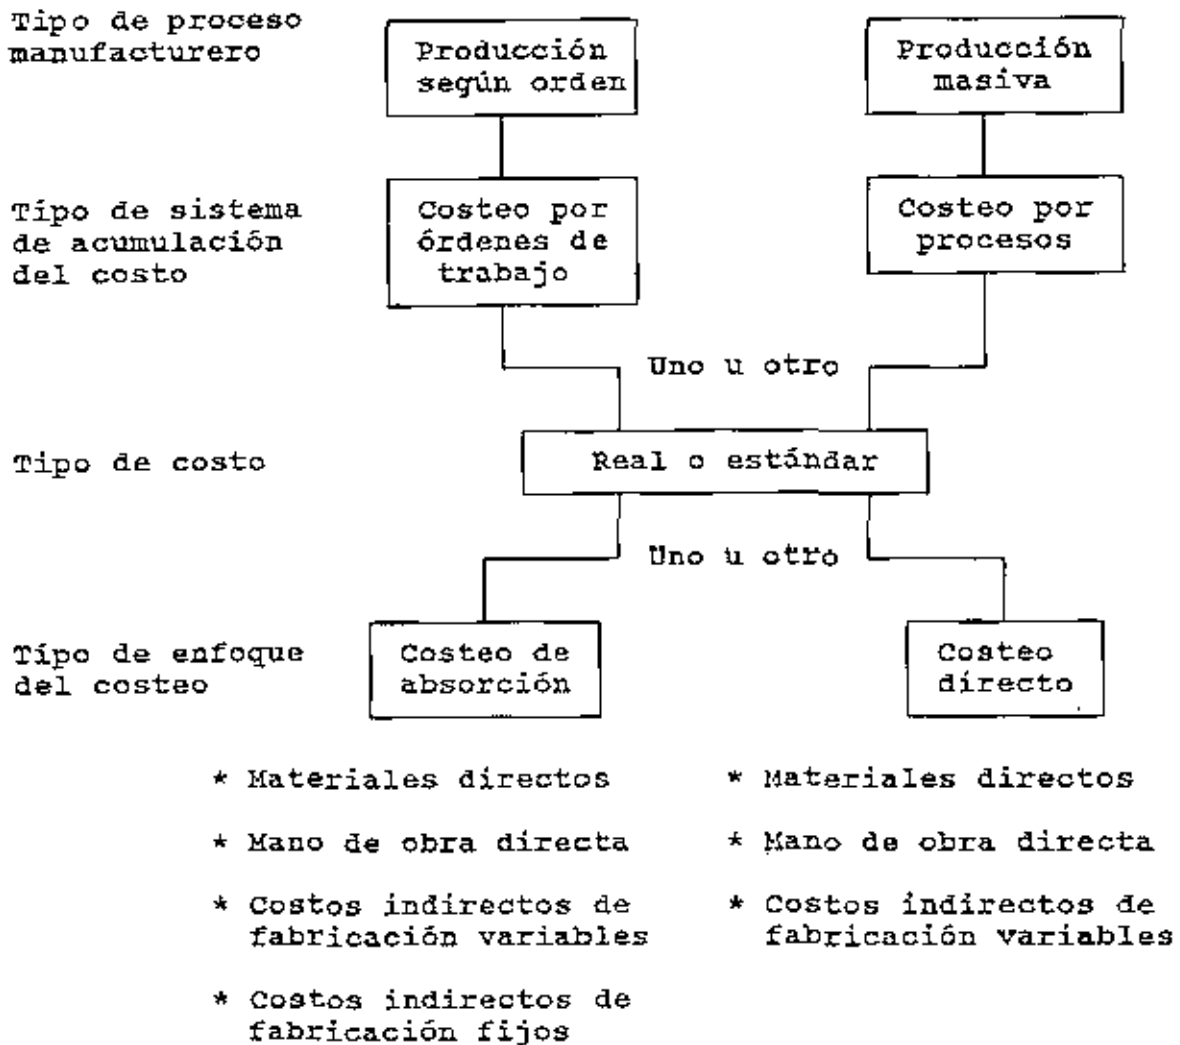 Tipo de proceso
manufacturero
Producción
según orden
Producción
masiva
Tipo de sistema
de acumulación
del costo
Costeo por
órdenes de
trabajo
Costeo por
procesos
Uno u otro
Tipo de costo
Real o estándar
Uno u otro
Tipo de enfoque
del costeo
Costeo de
absorción
Costeo
directo
* Materiales directos
* Mano de obra directa
* Costos indirectos de
fabricación variables
* Costos indirectos de
fabricación fijos
* Materiales directos
* Mano de obra directa
* Costos indirectos de
fabricación variables